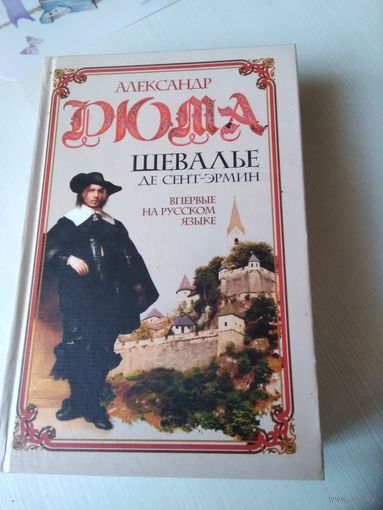 АЛЕКСАНДР
ДЮМА
ШЕВАЛЬЕ
ДЕ СЕНТ-ЭРМИН
ВПЕРВЫЕ
НА РУССКОМ
ЯЗЫКЕ